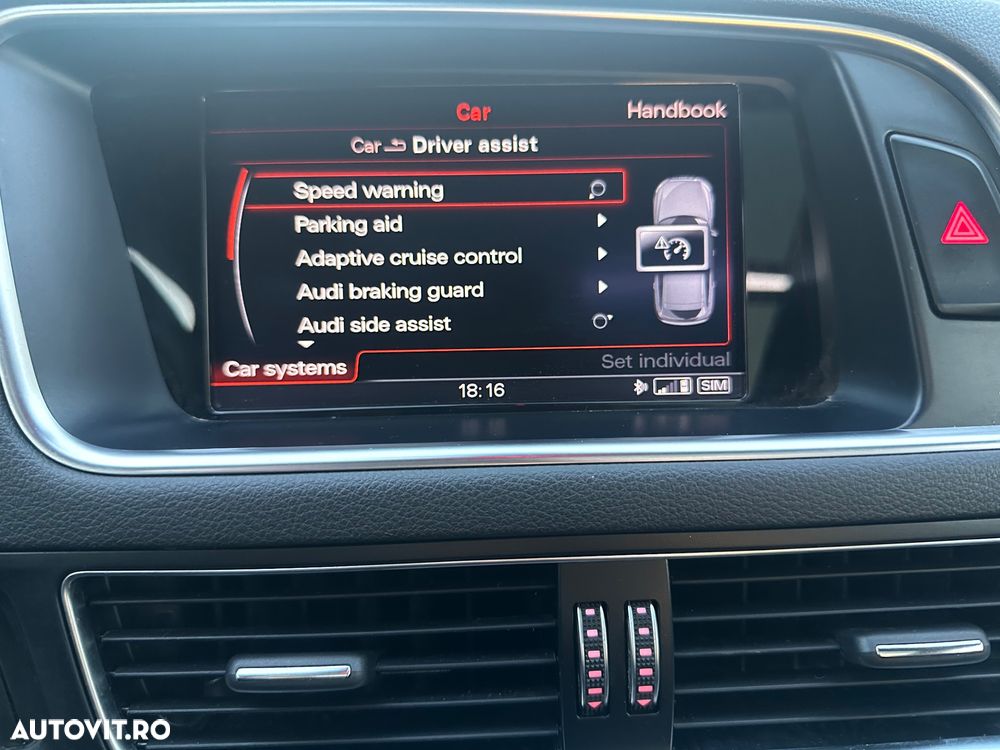 Car
Handbook
Car Driver assist
Speed warning
Parking aid
Adaptive cruise control
Audi braking guard
Audi side assist
Car systems
Set individual
18:16
SIM
AUTOVIT.RO